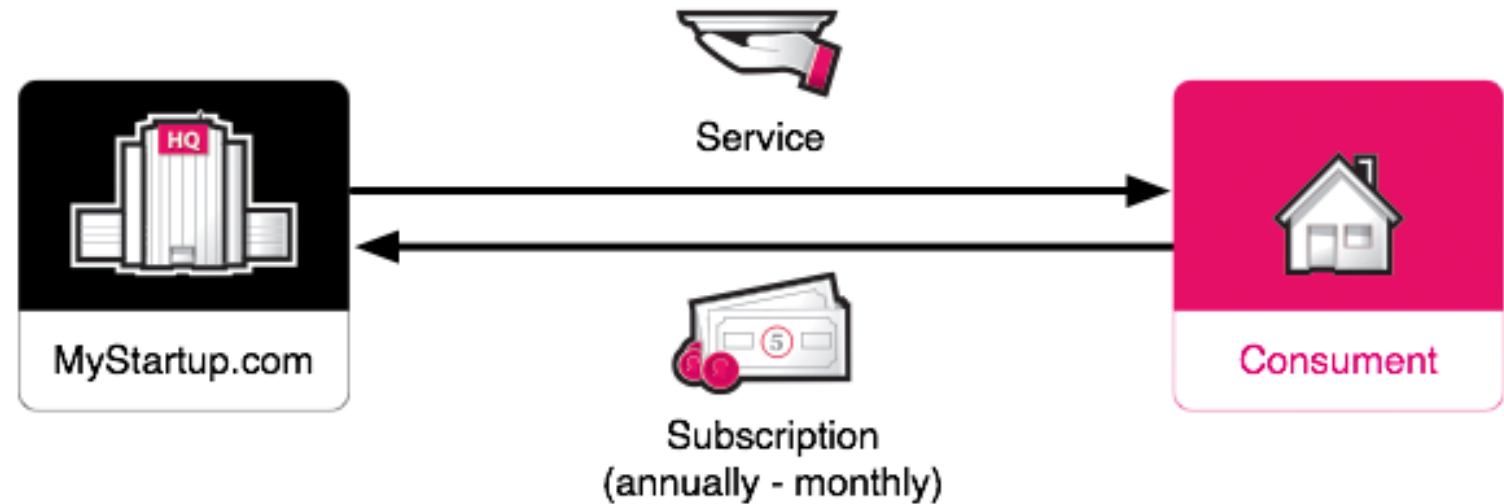 Service
HQ
MyStartup.com
5
Consument
Subscription
(annually - monthly)